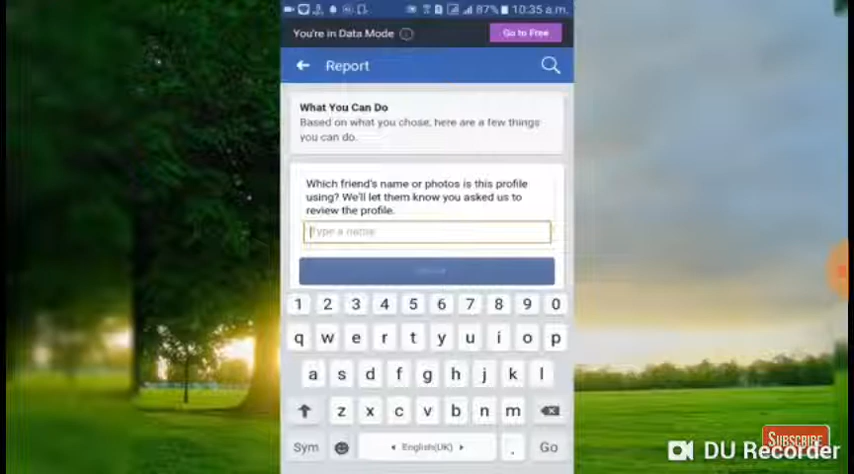 87% 10:35 a.m.
You're in Data Mode
Go to Free
Report
What You Can Do
Based on what you chose, here are a few things
you can do.
Which friend's name or photos is this profile
using? We'll let them know you asked us to
review the profile.
Type a name
1 2 3 4 5 6 7 8 9 0
q w e r t y u i o p
a s d f g h j k l
z x c v b n m
Sym English(UK) . Go
SUBSCRIBE
DU Recorder